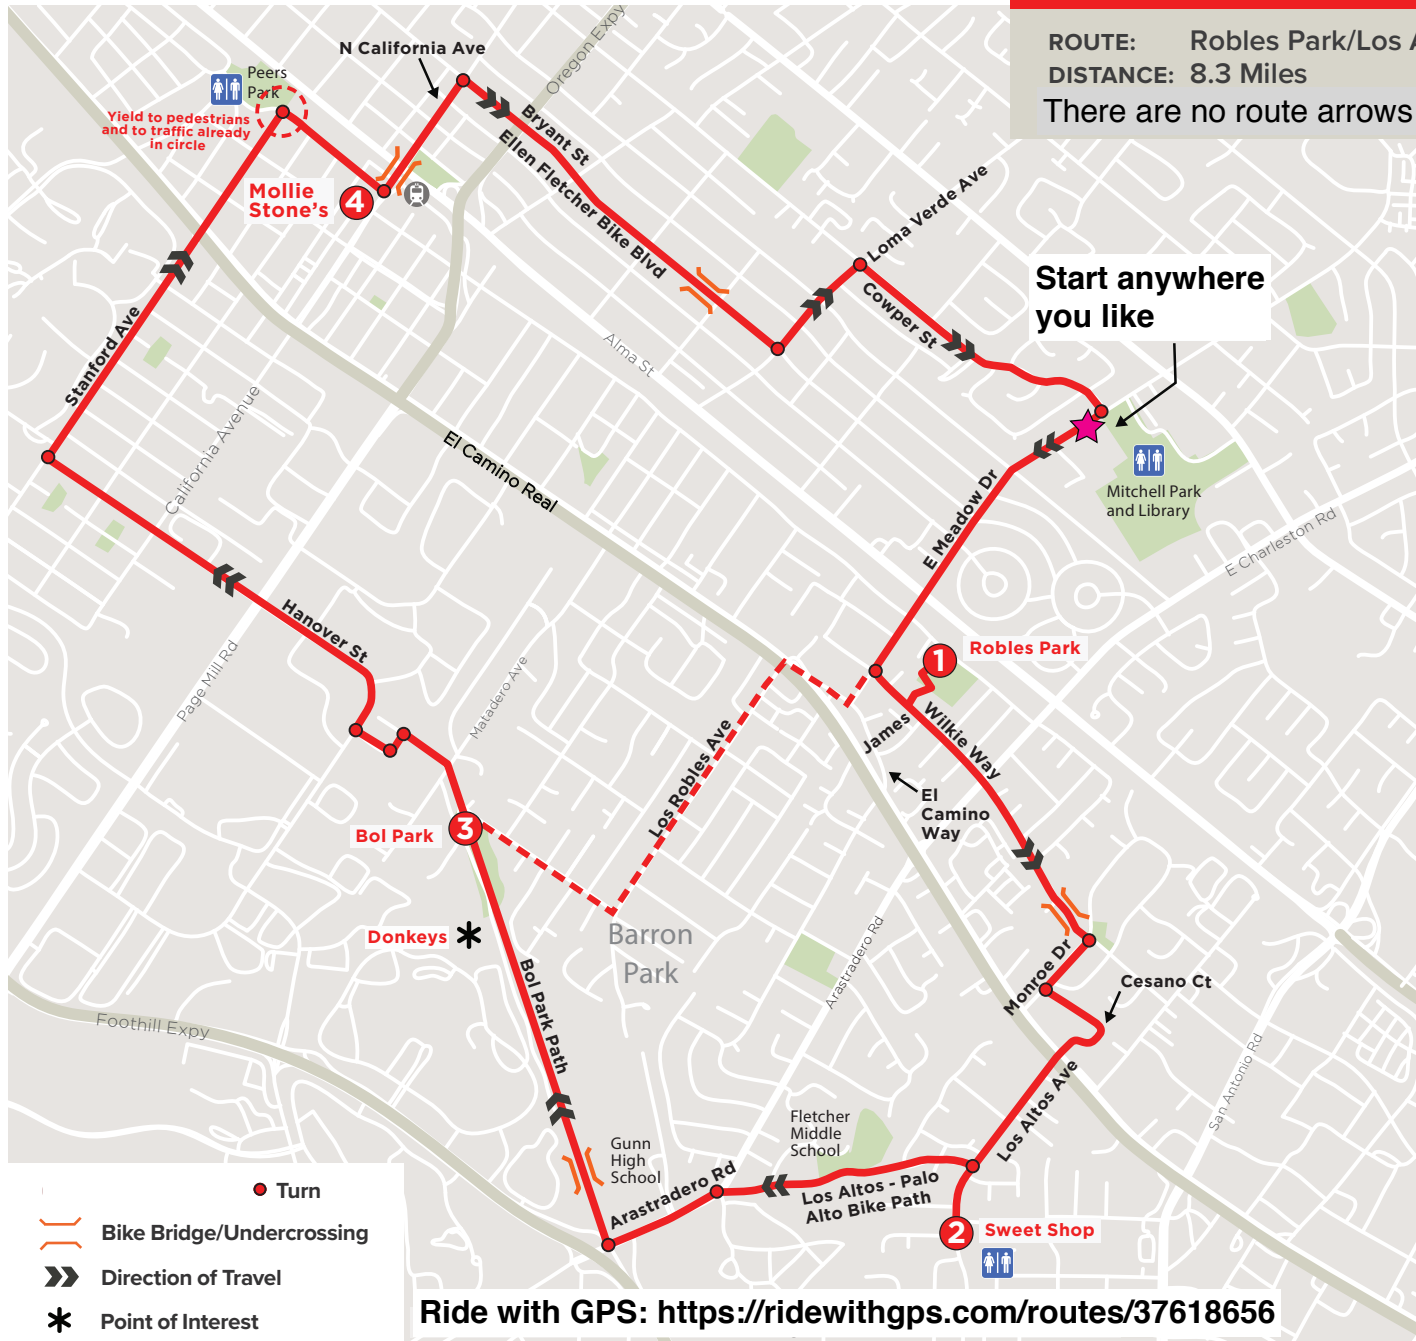 ROUTE: Robles Park/Los A
DISTANCE: 8.3 Miles
There are no route arrows
N California Ave
Oregon Expy
Peers
Park
Yield to pedestrians
and to traffic already
in circle
Mollie
Stone's
4
Bryant St
Ellen Fletcher Bike Blvd
Loma Verde Ave
Cowper St
Start anywhere
you like
Alma St
Stanford Ave
California Avenue
El Camino Real
Mitchell Park
and Library
E Meadow Dr
E Charleston Rd
Hanover St
Page Mill Rd
Matadero Ave
1
Robles Park
James
Wilkie Way
Los Robles Ave
El
Camino
Way
Bol Park
3
Donkeys
Barron
Park
Arastradero Rd
Monroe Dr
Cesano Ct
Bol Park Path
Foothill Expy
San Antonio Rd
Los Altos Ave
Fletcher
Middle
School
Gunn
High
School
Arastradero Rd
Los Altos - Palo
Alto Bike Path
2
Sweet Shop
Turn
Bike Bridge/Undercrossing
Direction of Travel
Point of Interest
Ride with GPS: https://ridewithgps.com/routes/37618656